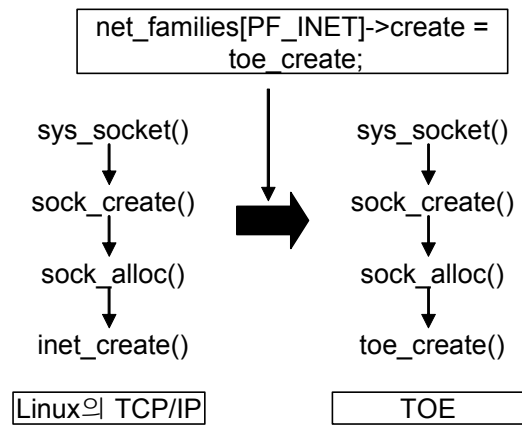 net_families[PF_INET]->create =
toe_create;
sys_socket()
sock_create()
sock_alloc()
inet_create()
Linux의 TCP/IP
sys_socket()
sock_create()
sock_alloc()
toe_create()
TOE